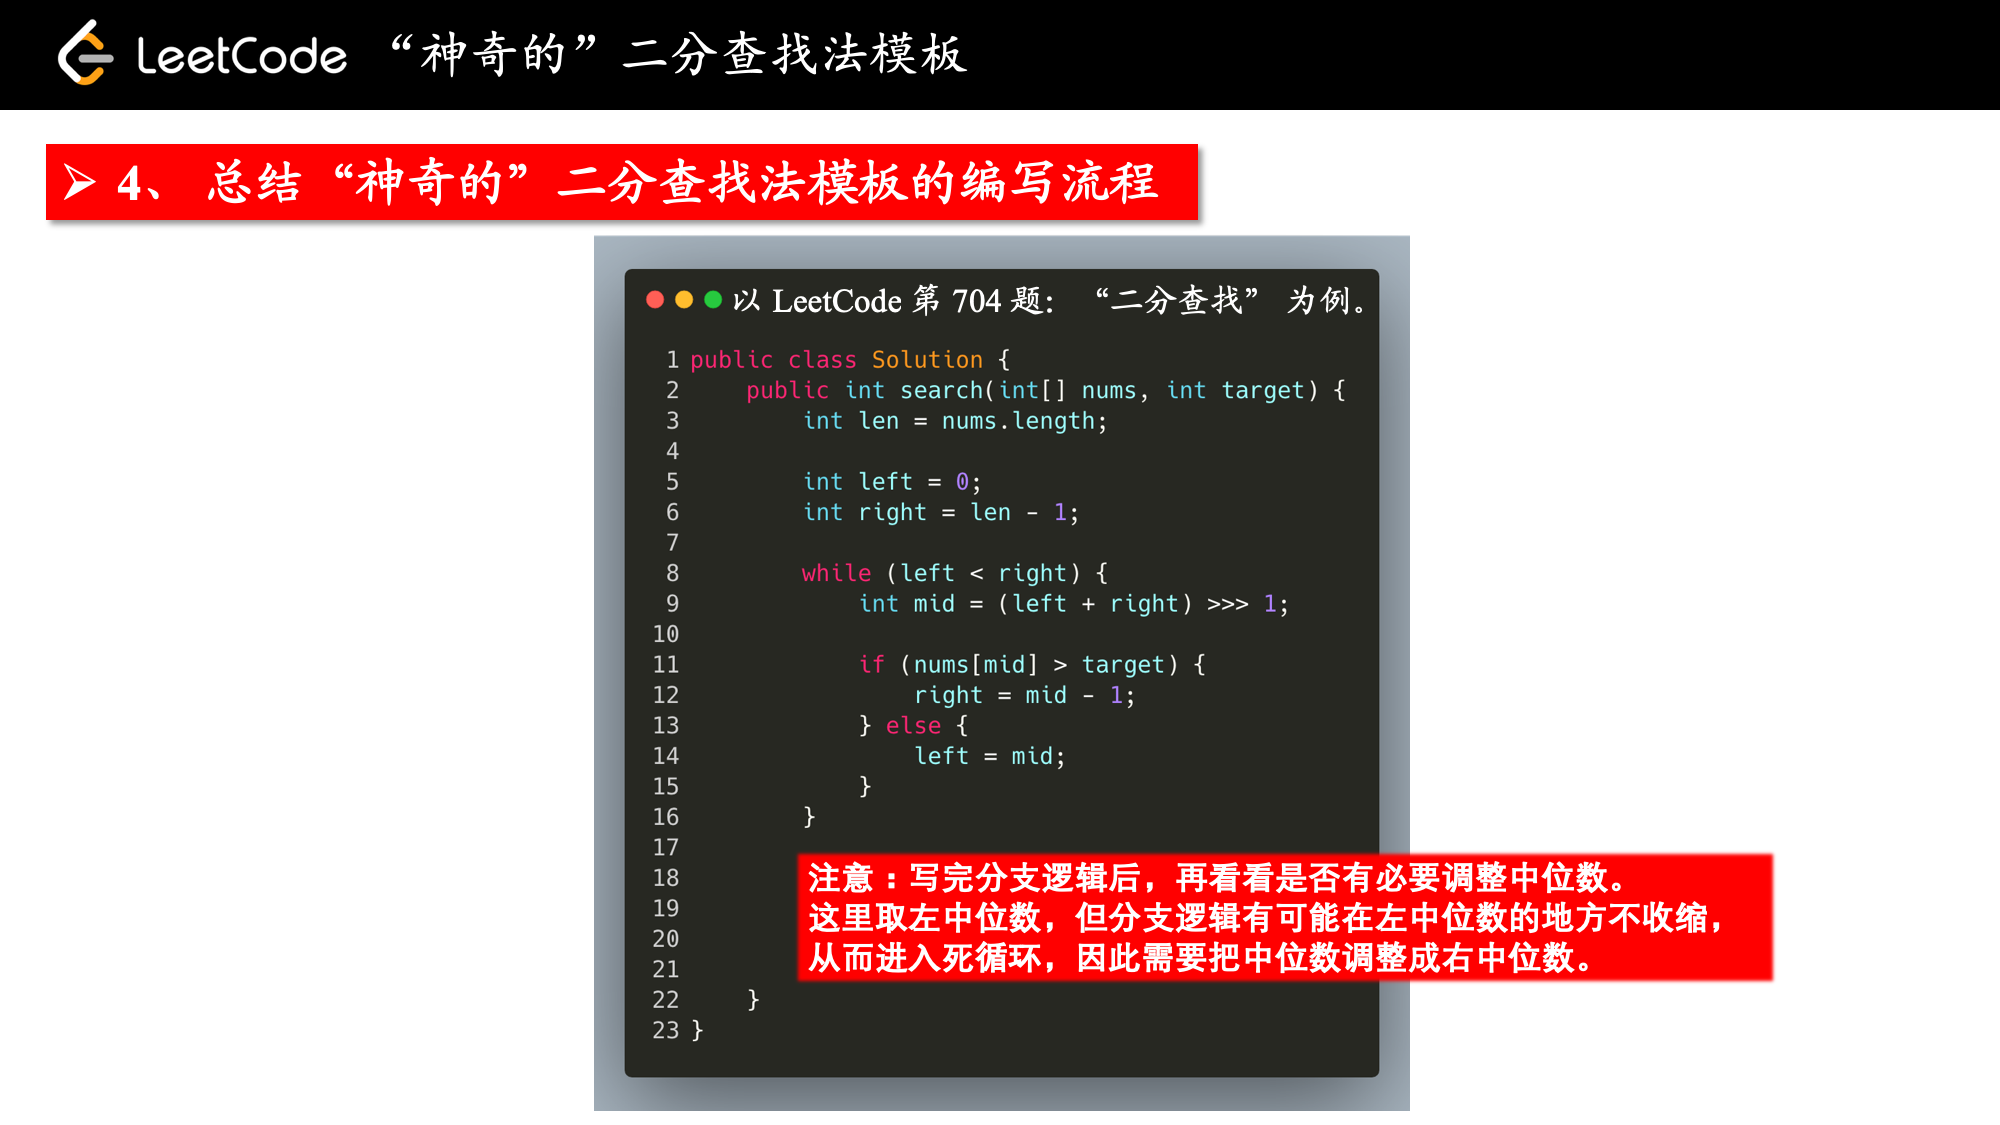 LeetCode “神奇的”二分查找法模板
4、 总结“神奇的”二分查找法模板的编写流程
以 LeetCode 第 704 题： “二分查找” 为例。
1 public class Solution {
2     public int search(int[] nums, int target) {
3         int len = nums.length;
4
5         int left = 0;
6         int right = len - 1;
7
8         while (left < right) {
9             int mid = (left + right) >>> 1;
10
11             if (nums[mid] > target) {
12                 right = mid - 1;
13             } else {
14                 left = mid;
15             }
16         }
17
18
19
20
21
22     }
23 }
注意：写完分支逻辑后，再看看是否有必要调整中位数。
这里取左中位数，但分支逻辑有可能在左中位数的地方不收缩，
从而进入死循环，因此需要把中位数调整成右中位数。